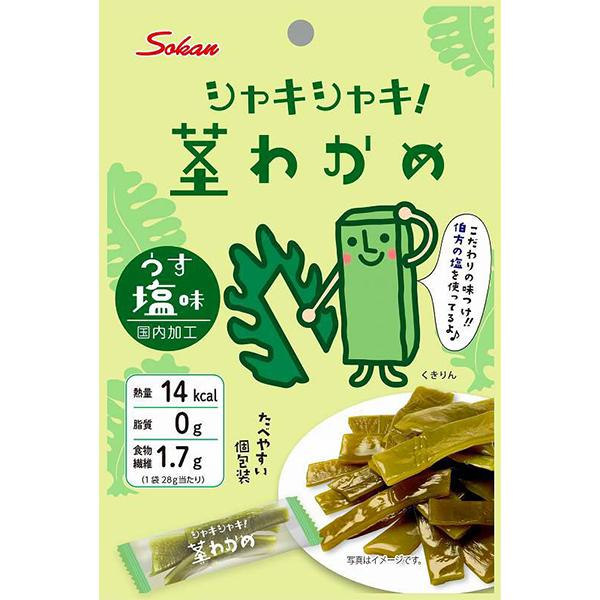 Sokan
シャキシャキ!
茎わかめ
うす
塩味
国内加工
こだわりの味つけ!!
伯方の塩を使ってるよ♪
くきりん
熱量 14 kcal
脂質 0 g
食物繊維 1.7 g
(1袋28g当たり)
たべやすい
個包装
シャキシャキ!
茎わかめ
写真はイメージです。